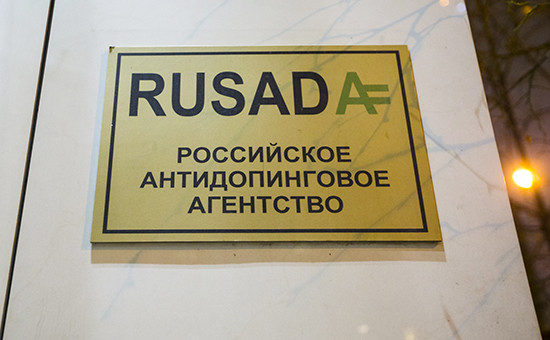 RUSADA
РОССИЙСКОЕ
АНТИДОПИНГОВОЕ
АГЕНТСТВО